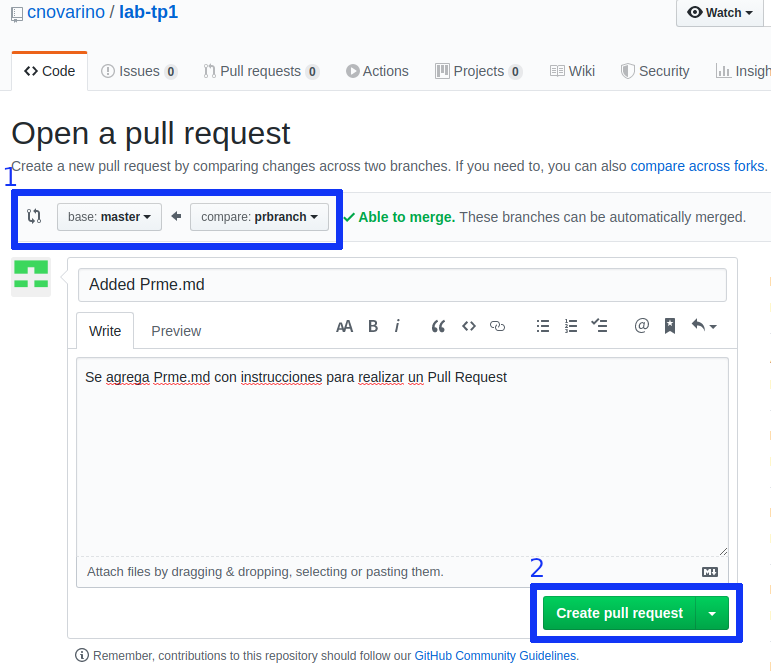 cnovarino / lab-tp1
Watch
Code
Issues 0
Pull requests 0
Actions
Projects 0
Wiki
Security
Open a pull request
Create a new pull request by comparing changes across two branches. If you need to, you can also compare across forks.
1
base: master
compare: prbranch
Able to merge. These branches can be automatically merged.
Added Prme.md
Write
Preview
AA B i
@
Se agrega Prme.md con instrucciones para realizar un Pull Request
Attach files by dragging & dropping, selecting or pasting them.
2
Create pull request
Remember, contributions to this repository should follow our GitHub Community Guidelines.